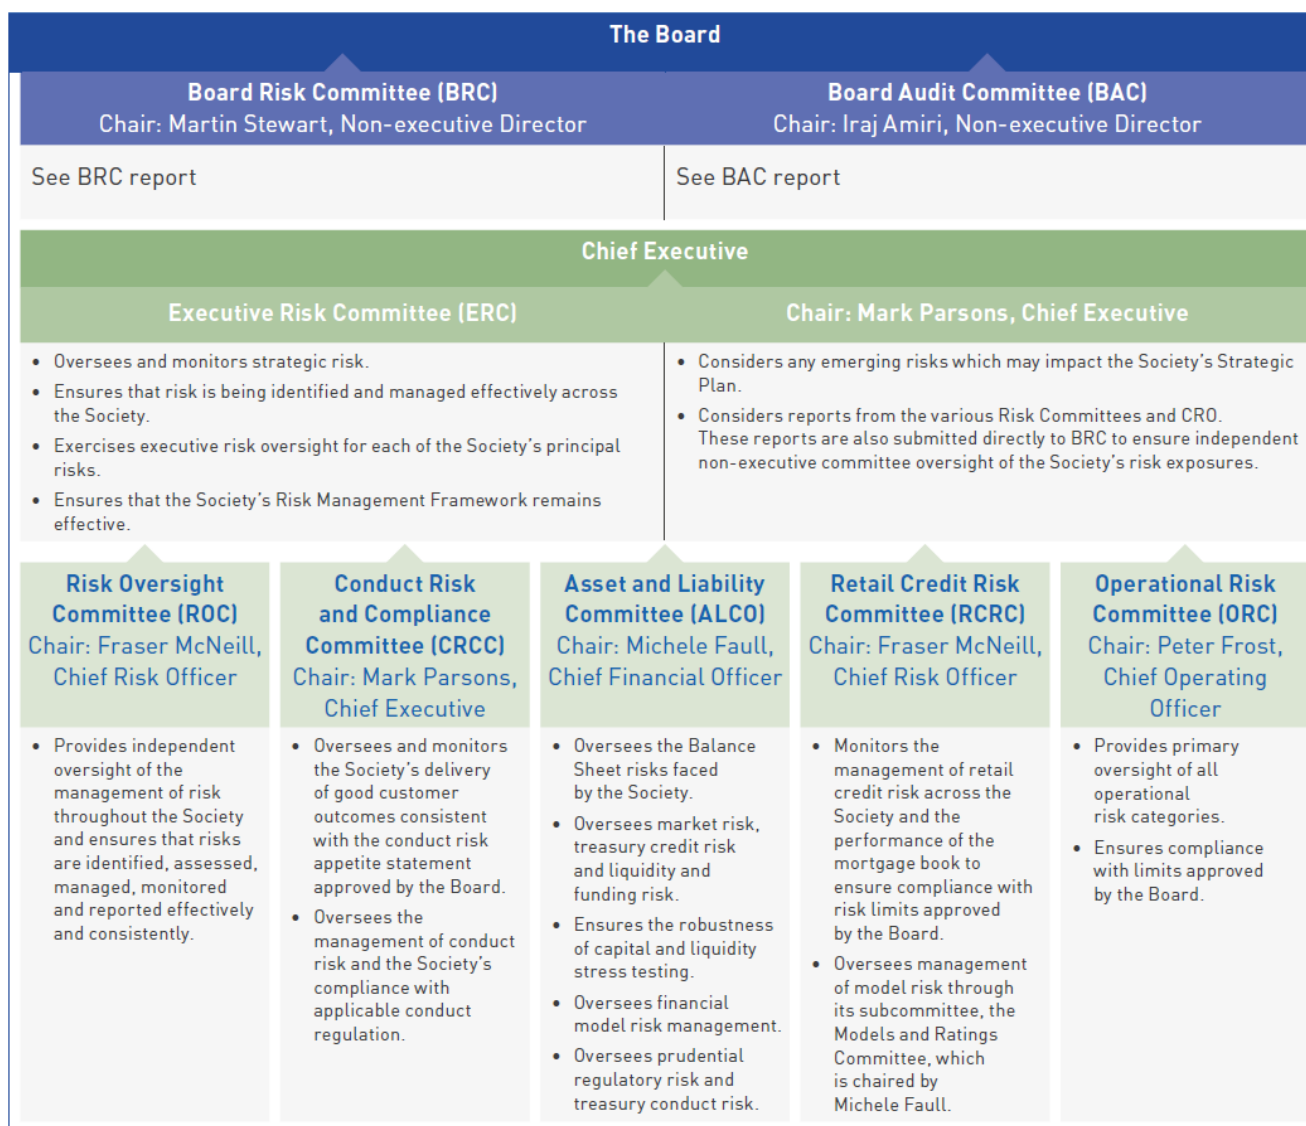 The Board
Board Risk Committee (BRC)
Chair: Martin Stewart, Non-executive Director
Board Audit Committee (BAC)
Chair: Iraj Amiri, Non-executive Director
See BRC report
See BAC report
Chief Executive
Executive Risk Committee (ERC)
Chair: Mark Parsons, Chief Executive
• Oversees and monitors strategic risk.
• Ensures that risk is being identified and managed effectively across
the Society.
• Exercises executive risk oversight for each of the Society's principal
risks.
• Ensures that the Society's Risk Management Framework remains
effective.
• Considers any emerging risks which may impact the Society's Strategic
Plan.
• Considers reports from the various Risk Committees and CRO.
These reports are also submitted directly to BRC to ensure independent
non-executive committee oversight of the Society's risk exposures.
Risk Oversight
Committee (ROC)
Chair: Fraser McNeill,
Chief Risk Officer
• Provides independent
oversight of the
management of risk
throughout the Society
and ensures that risks
are identified, assessed,
managed, monitored
and reported effectively
and consistently.
Conduct Risk
and Compliance
Committee (CRCC)
Chair: Mark Parsons,
Chief Executive
• Oversees and monitors
the Society's delivery
of good customer
outcomes consistent
with the conduct risk
appetite statement
approved by the Board.
• Oversees the
management of conduct
risk and the Society's
compliance with
applicable conduct
regulation.
Asset and Liability
Committee (ALCO)
Chair: Michele Faull,
Chief Financial Officer
• Oversees the Balance
Sheet risks faced
by the Society.
• Oversees market risk,
treasury credit risk
and liquidity and
funding risk.
• Ensures the robustness
of capital and liquidity
stress testing.
• Oversees financial
model risk management.
• Oversees prudential
regulatory risk and
treasury conduct risk.
Retail Credit Risk
Committee (RCRC)
Chair: Fraser McNeill,
Chief Risk Officer
• Monitors the
management of retail
credit risk across the
Society and the
performance of the
mortgage book to
ensure compliance with
risk limits approved
by the Board.
• Oversees management
of model risk through
its subcommittee, the
Models and Ratings
Committee, which
is chaired by
Michele Faull.
Operational Risk
Committee (ORC)
Chair: Peter Frost,
Chief Operating
Officer
• Provides primary
oversight of all
operational
risk categories.
• Ensures compliance
with limits approved
by the Board.